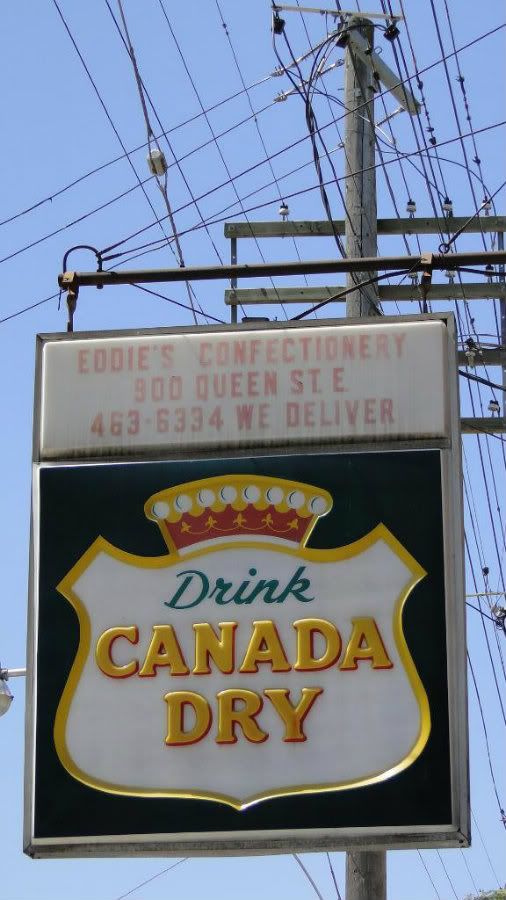 EDDIE'S CONFECTIONERY
900 QUEEN ST. E.
463-6334 WE DELIVER
Drink
CANADA
DRY